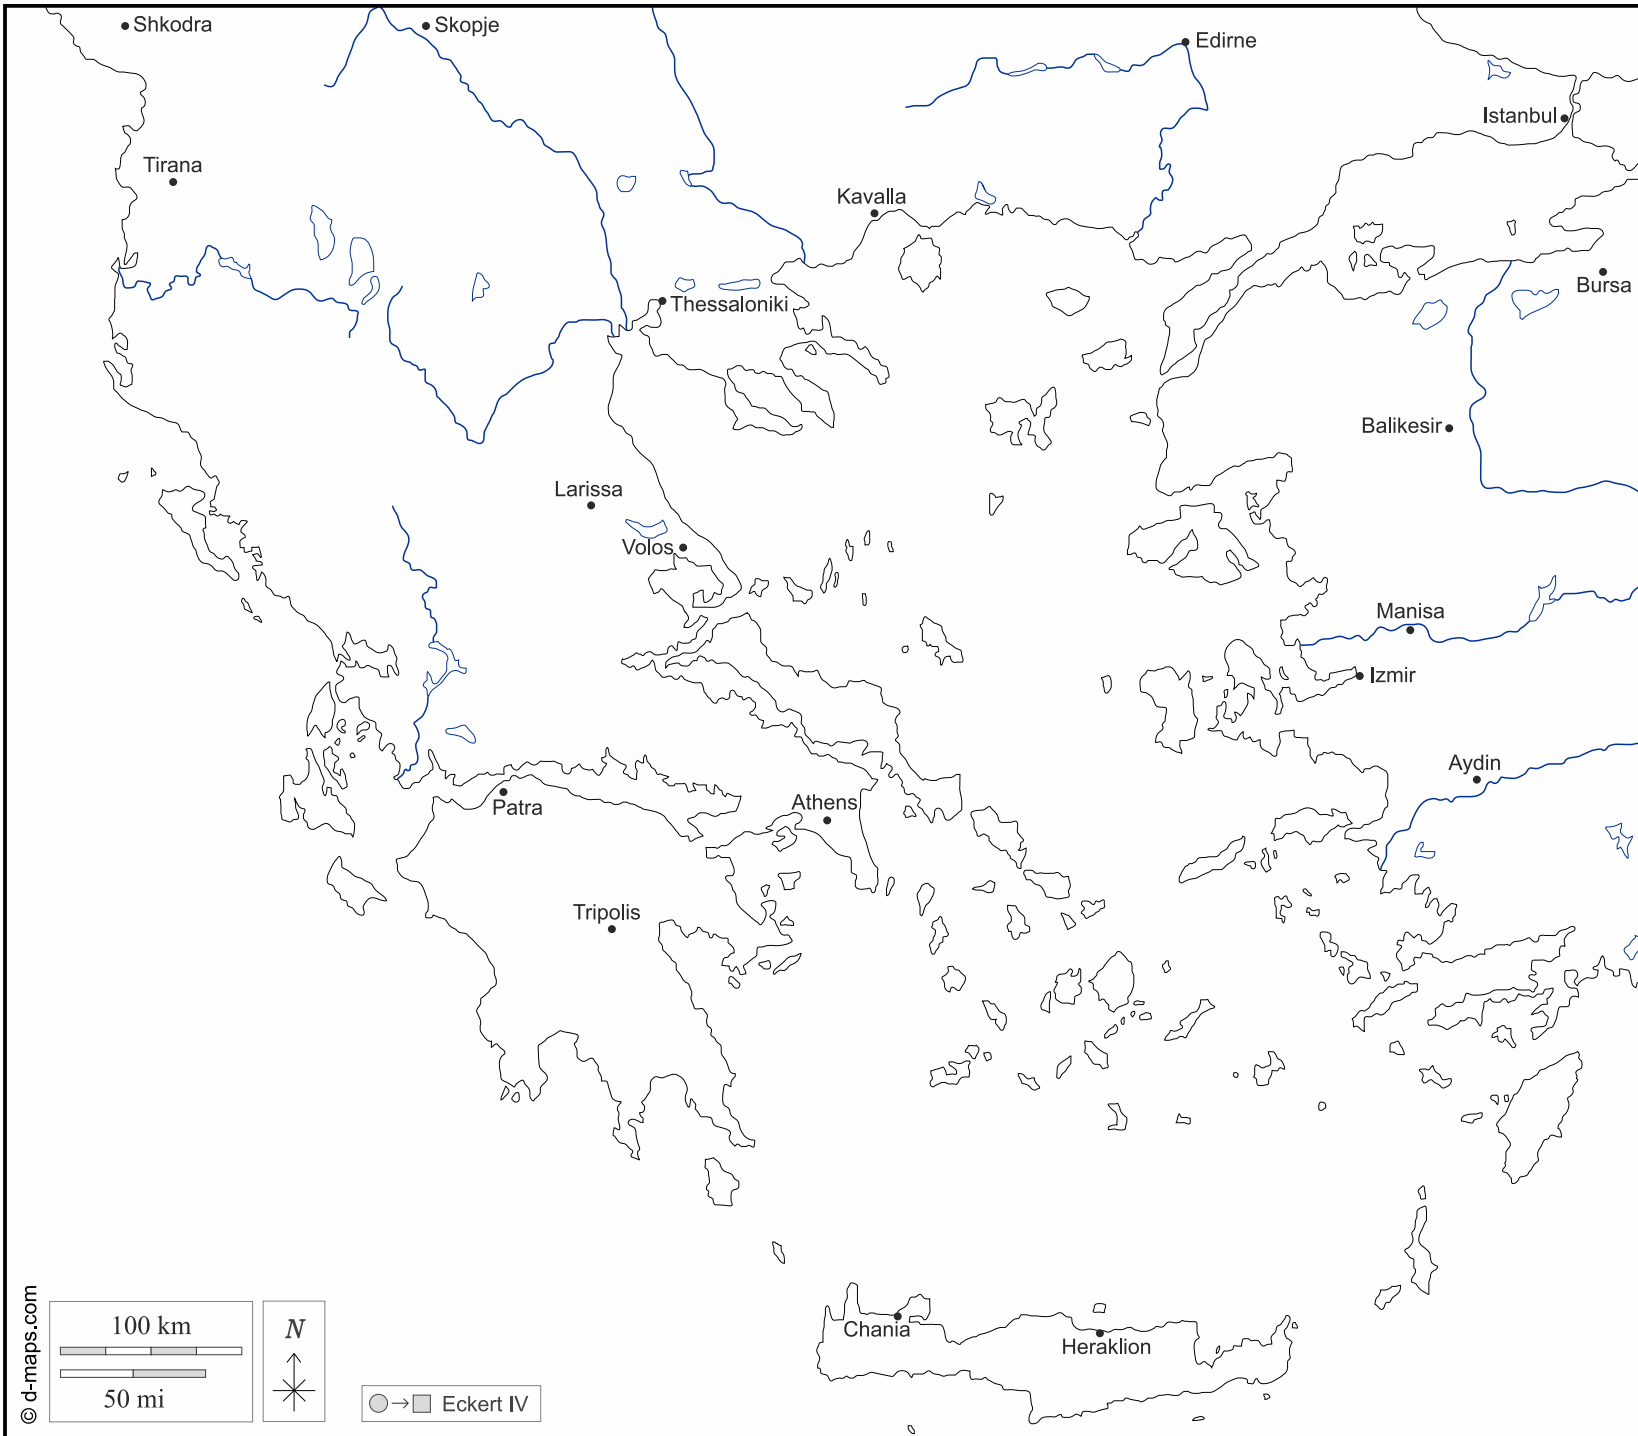 Shkodra
Skopje
Edirne
Istanbul
Tirana
Kavalla
Bursa
Thessaloniki
Balikesir
Larissa
Volos
Manisa
Izmir
Aydin
Patra
Athens
Tripolis
Chania
Heraklion
© d-maps.com
100 km
50 mi
N
Eckert IV